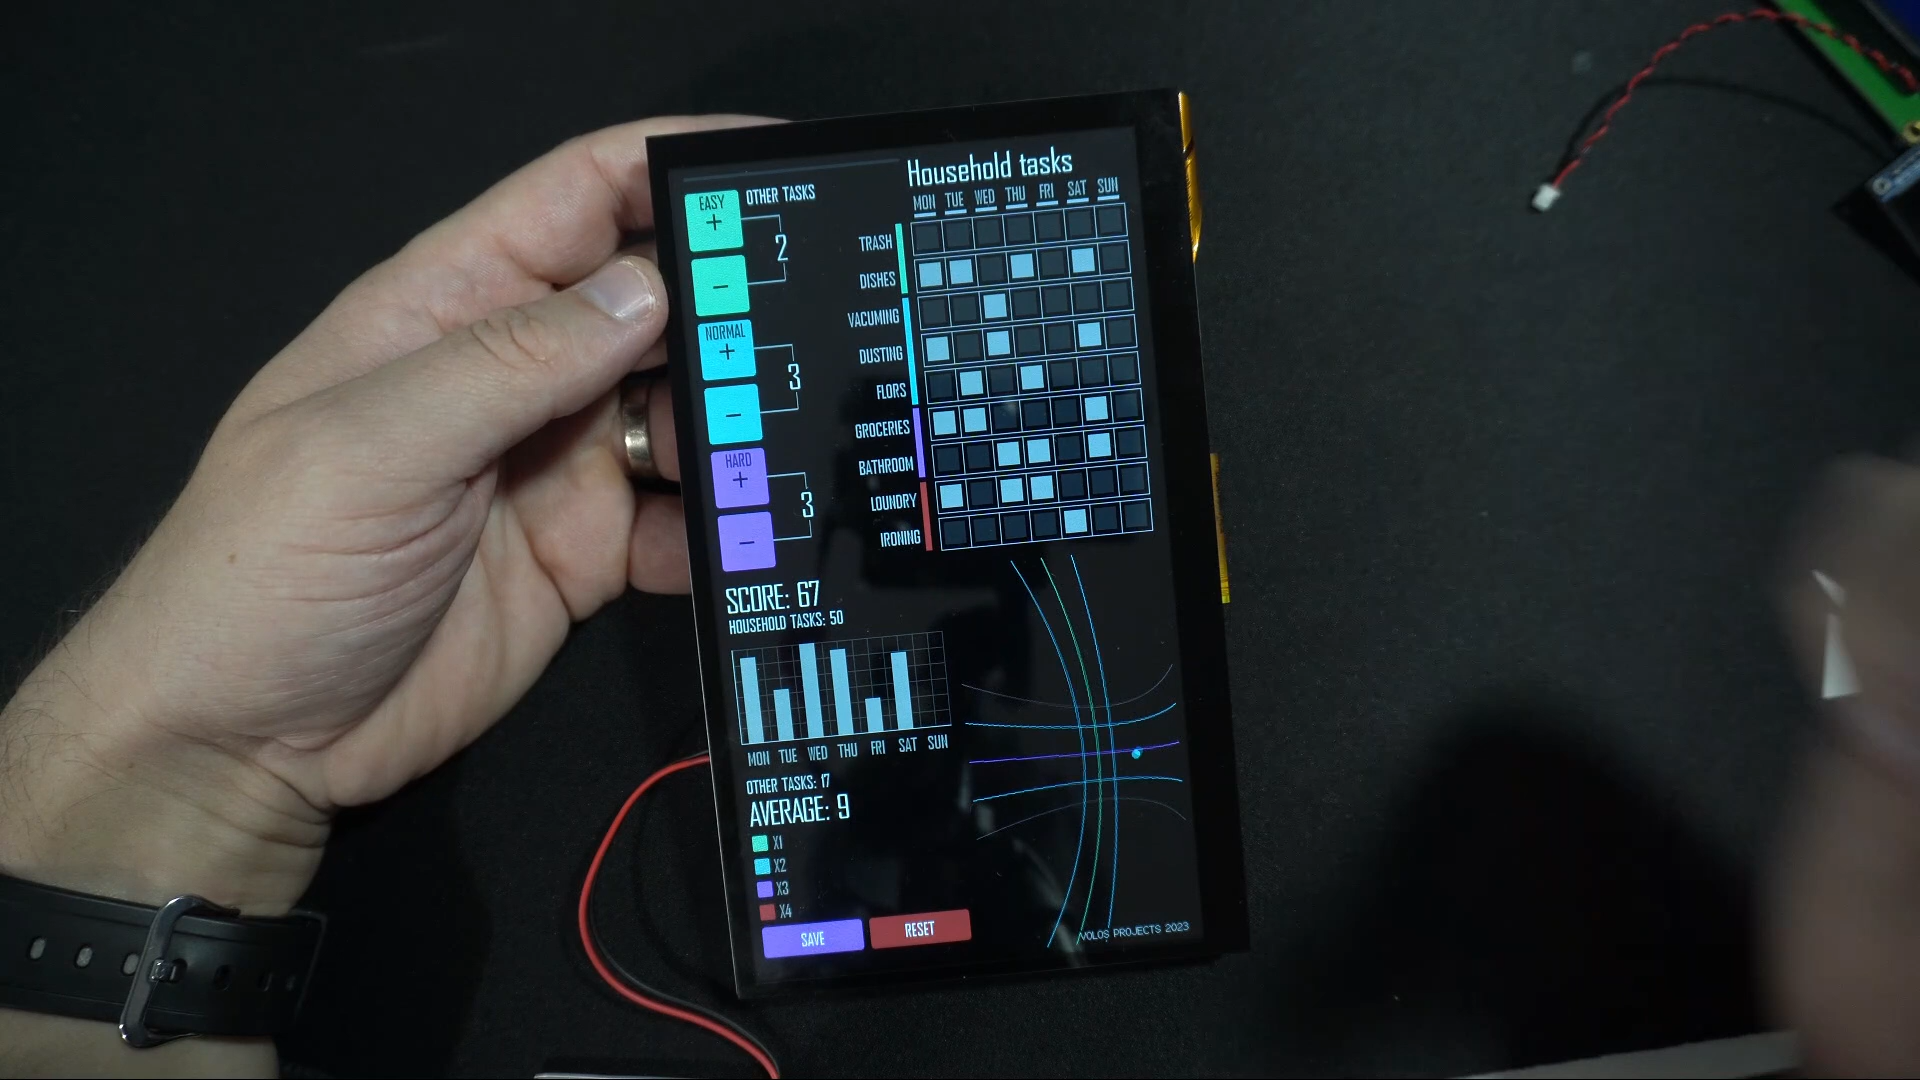 Household tasks
MON TUE WED THU FRI SAT SUN
EASY
+
OTHER TASKS
2
−
NORMAL
+
3
−
HARD
+
3
−
TRASH
DISHES
VACUMING
DUSTING
FLORS
GROCERIES
BATHROOM
LOUNDRY
IRONING
SCORE: 67
HOUSEHOLD TASKS: 50
MON TUE WED THU FRI SAT SUN
OTHER TASKS: 17
AVERAGE: 9
X1
X2
X3
X4
SAVE RESET
VOLOS PROJECTS 2023